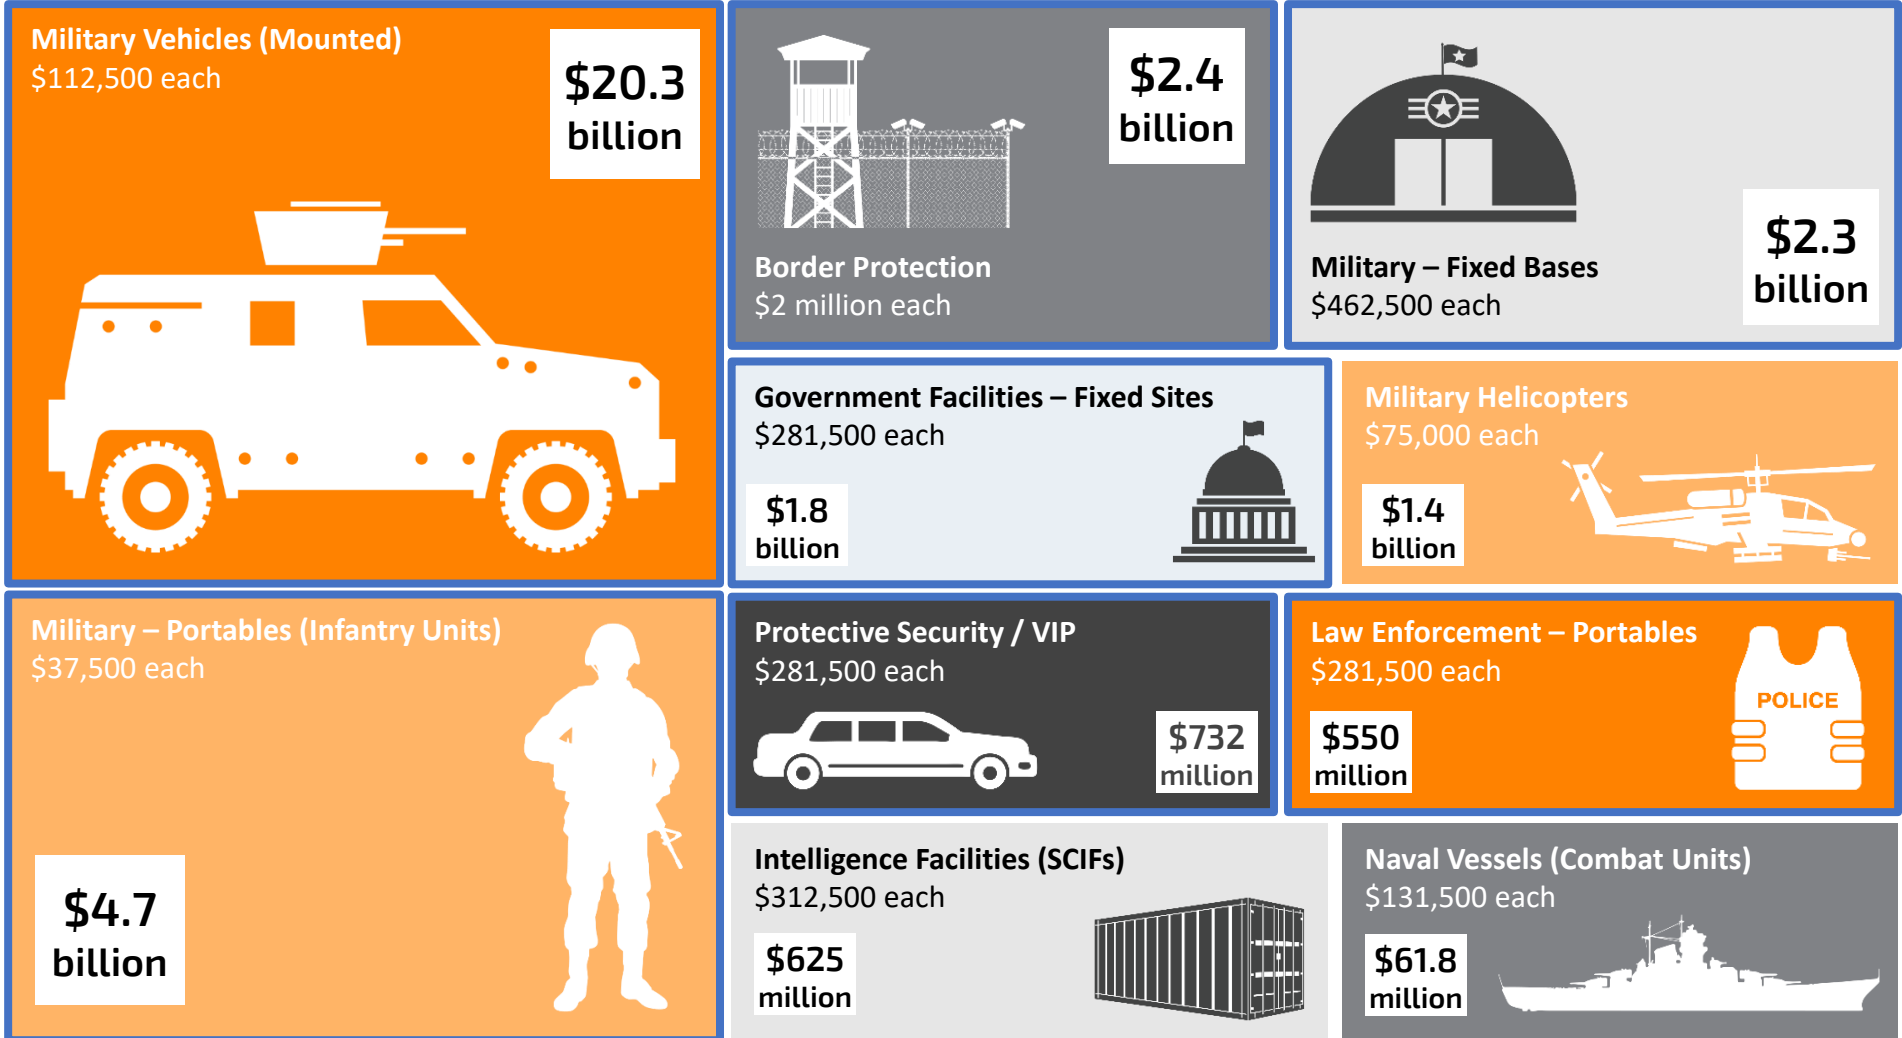 Military Vehicles (Mounted)
$112,500 each
$20.3
billion
$2.4
billion
Border Protection
$2 million each
Military – Fixed Bases
$462,500 each
$2.3
billion
Government Facilities – Fixed Sites
$281,500 each
$1.8
billion
Military Helicopters
$75,000 each
$1.4
billion
Military – Portables (Infantry Units)
$37,500 each
$4.7
billion
Protective Security / VIP
$281,500 each
$732
million
Law Enforcement – Portables
$281,500 each
POLICE
$550
million
Intelligence Facilities (SCIFs)
$312,500 each
$625
million
Naval Vessels (Combat Units)
$131,500 each
$61.8
million